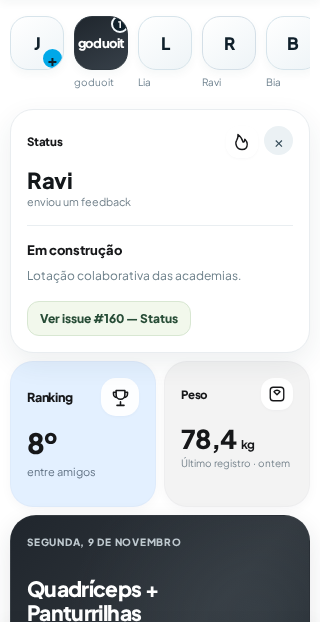 J
goduoit
1
L
R
B
+
goduoit
Lia
Ravi
Bia
Status
Ravi
enviou um feedback
Em construção
Lotação colaborativa das academias.
Ver issue #160 — Status
Ranking
8º
entre amigos
Peso
78,4 kg
Último registro · ontem
SEGUNDA, 9 DE NOVEMBRO
Quadríceps +
Panturrilhas